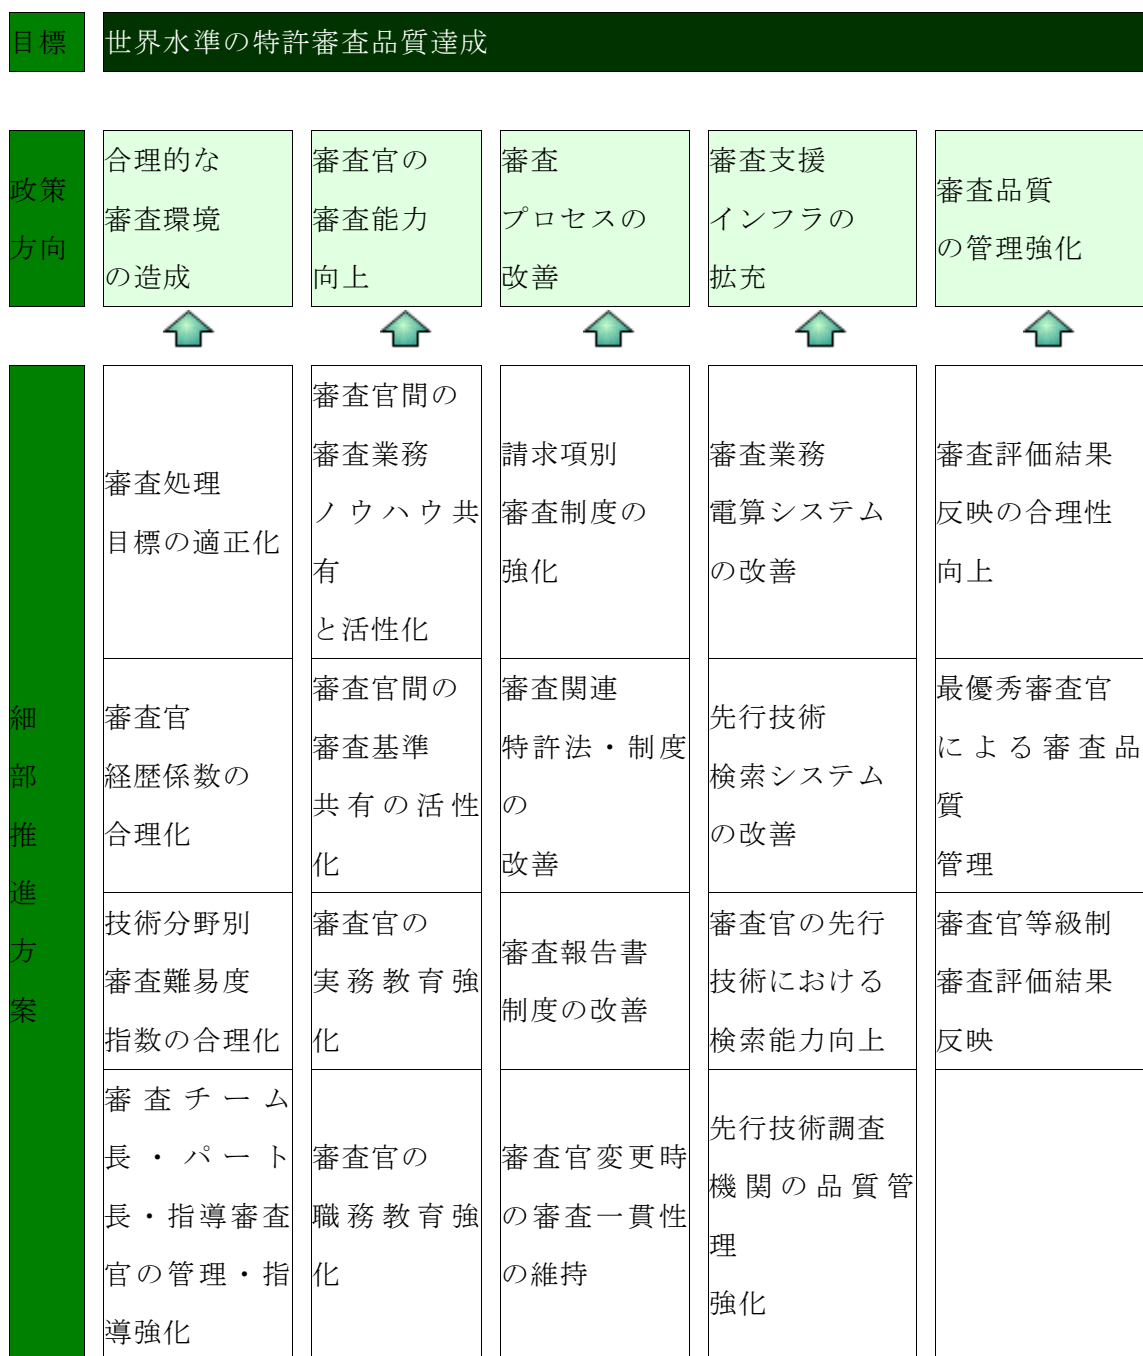 目標
世界水準の特許審査品質達成
政策
方向
合理的な
審査環境
の造成
審査官の
審査能力
向上
審査
プロセスの
改善
審査支援
インフラの
拡充
審査品質
の管理強化
細
部
推
進
方
案
審査処理
目標の適正化
審査官間の
審査業務
ノウハウ共
有
と活性化
請求項別
審査制度の
強化
審査業務
電算システム
の改善
審査評価結果
反映の合理性
向上
審査官
経歴係数の
合理化
審査官間の
審査基準
共有の活性
化
審査関連
特許法・制度
の
改善
先行技術
検索システム
の改善
最優秀審査官
による審査品
質
管理
技術分野別
審査難易度
指数の合理化
審査官の
実務教育強
化
審査報告書
制度の改善
審査官の先行
技術における
検索能力向上
審査官等級制
審査評価結果
反映
審査チーム
長・パート
長・指導審査
官の管理・指
導強化
審査官の
職務教育強
化
審査官変更時
の審査一貫性
の維持
先行技術調査
機関の品質管
理
強化